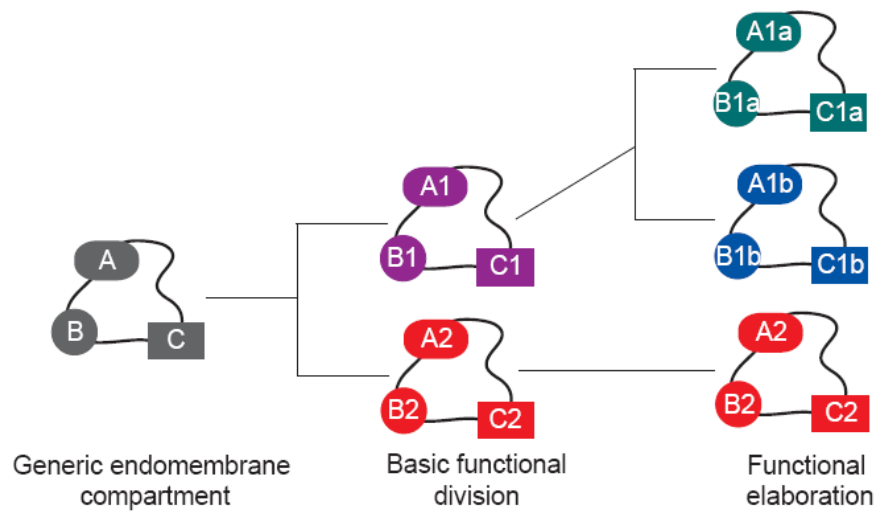 A
B
C
Generic endomembrane
compartment
A1
B1
C1
A2
B2
C2
Basic functional
division
A1a
B1a
C1a
A1b
B1b
C1b
A2
B2
C2
Functional
elaboration